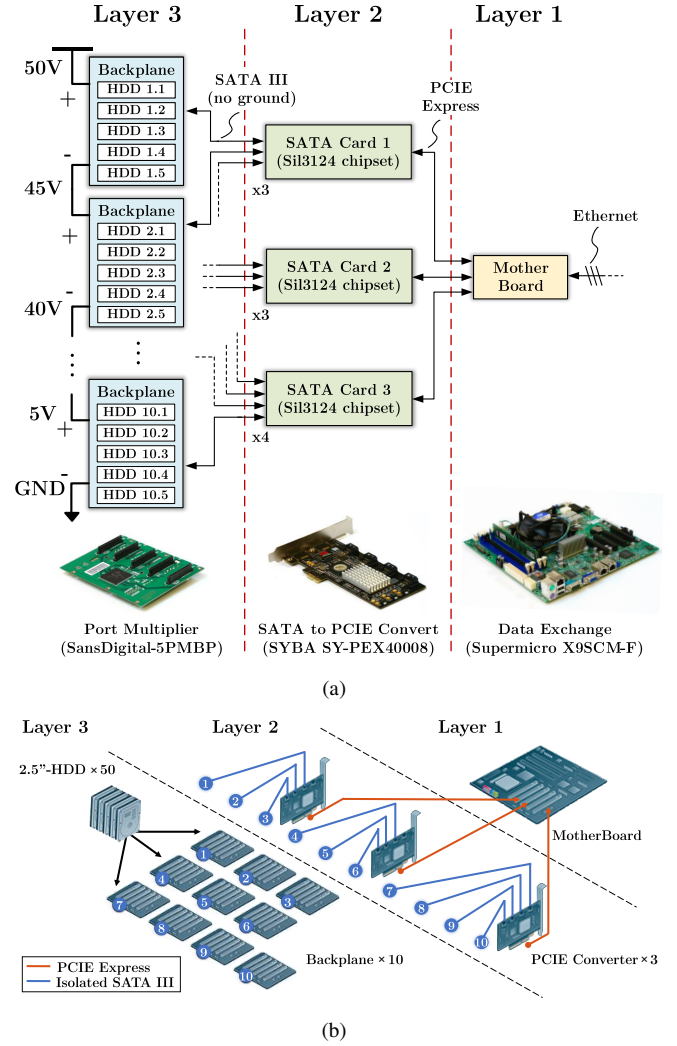 Layer 3
Layer 2
Layer 1
50V
+
Backplane
HDD 1.1
HDD 1.2
HDD 1.3
HDD 1.4
HDD 1.5
-
45V
+
Backplane
HDD 2.1
HDD 2.2
HDD 2.3
HDD 2.4
HDD 2.5
-
40V
5V
+
Backplane
HDD 10.1
HDD 10.2
HDD 10.3
HDD 10.4
HDD 10.5
-
GND
SATA III
(no ground)
PCIE
Express
SATA Card 1
(Sil3124 chipset)
x3
SATA Card 2
(Sil3124 chipset)
x3
SATA Card 3
(Sil3124 chipset)
x4
Ethernet
Mother
Board
Port Multiplier
(SansDigital-5PMBP)
SATA to PCIE Convert
(SYBA SY-PEX40008)
Data Exchange
(Supermicro X9SCM-F)
(a)
Layer 3
Layer 2
Layer 1
2.5"-HDD ×50
1
2
3
4
5
6
7
8
9
10
MotherBoard
1
2
3
4
5
6
7
8
9
10
Backplane ×10
PCIE Converter×3
PCIE Express
Isolated SATA III
(b)